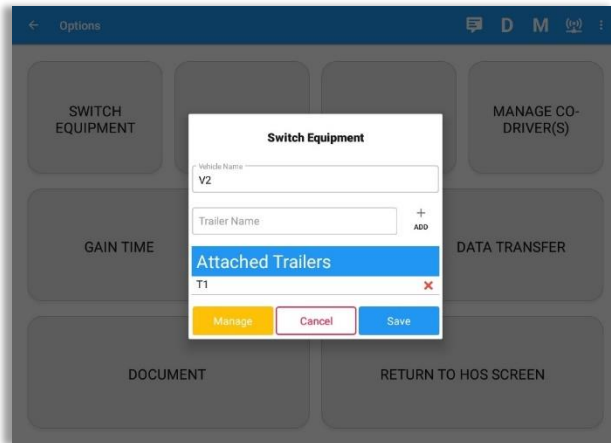 Options
D M
SWITCH
EQUIPMENT
MANAGE CO-
DRIVER(S)
Switch Equipment
Vehicle Name
V2
Trailer Name
+
ADD
GAIN TIME
DATA TRANSFER
Attached Trailers
T1
Manage
Cancel
Save
DOCUMENT
RETURN TO HOS SCREEN